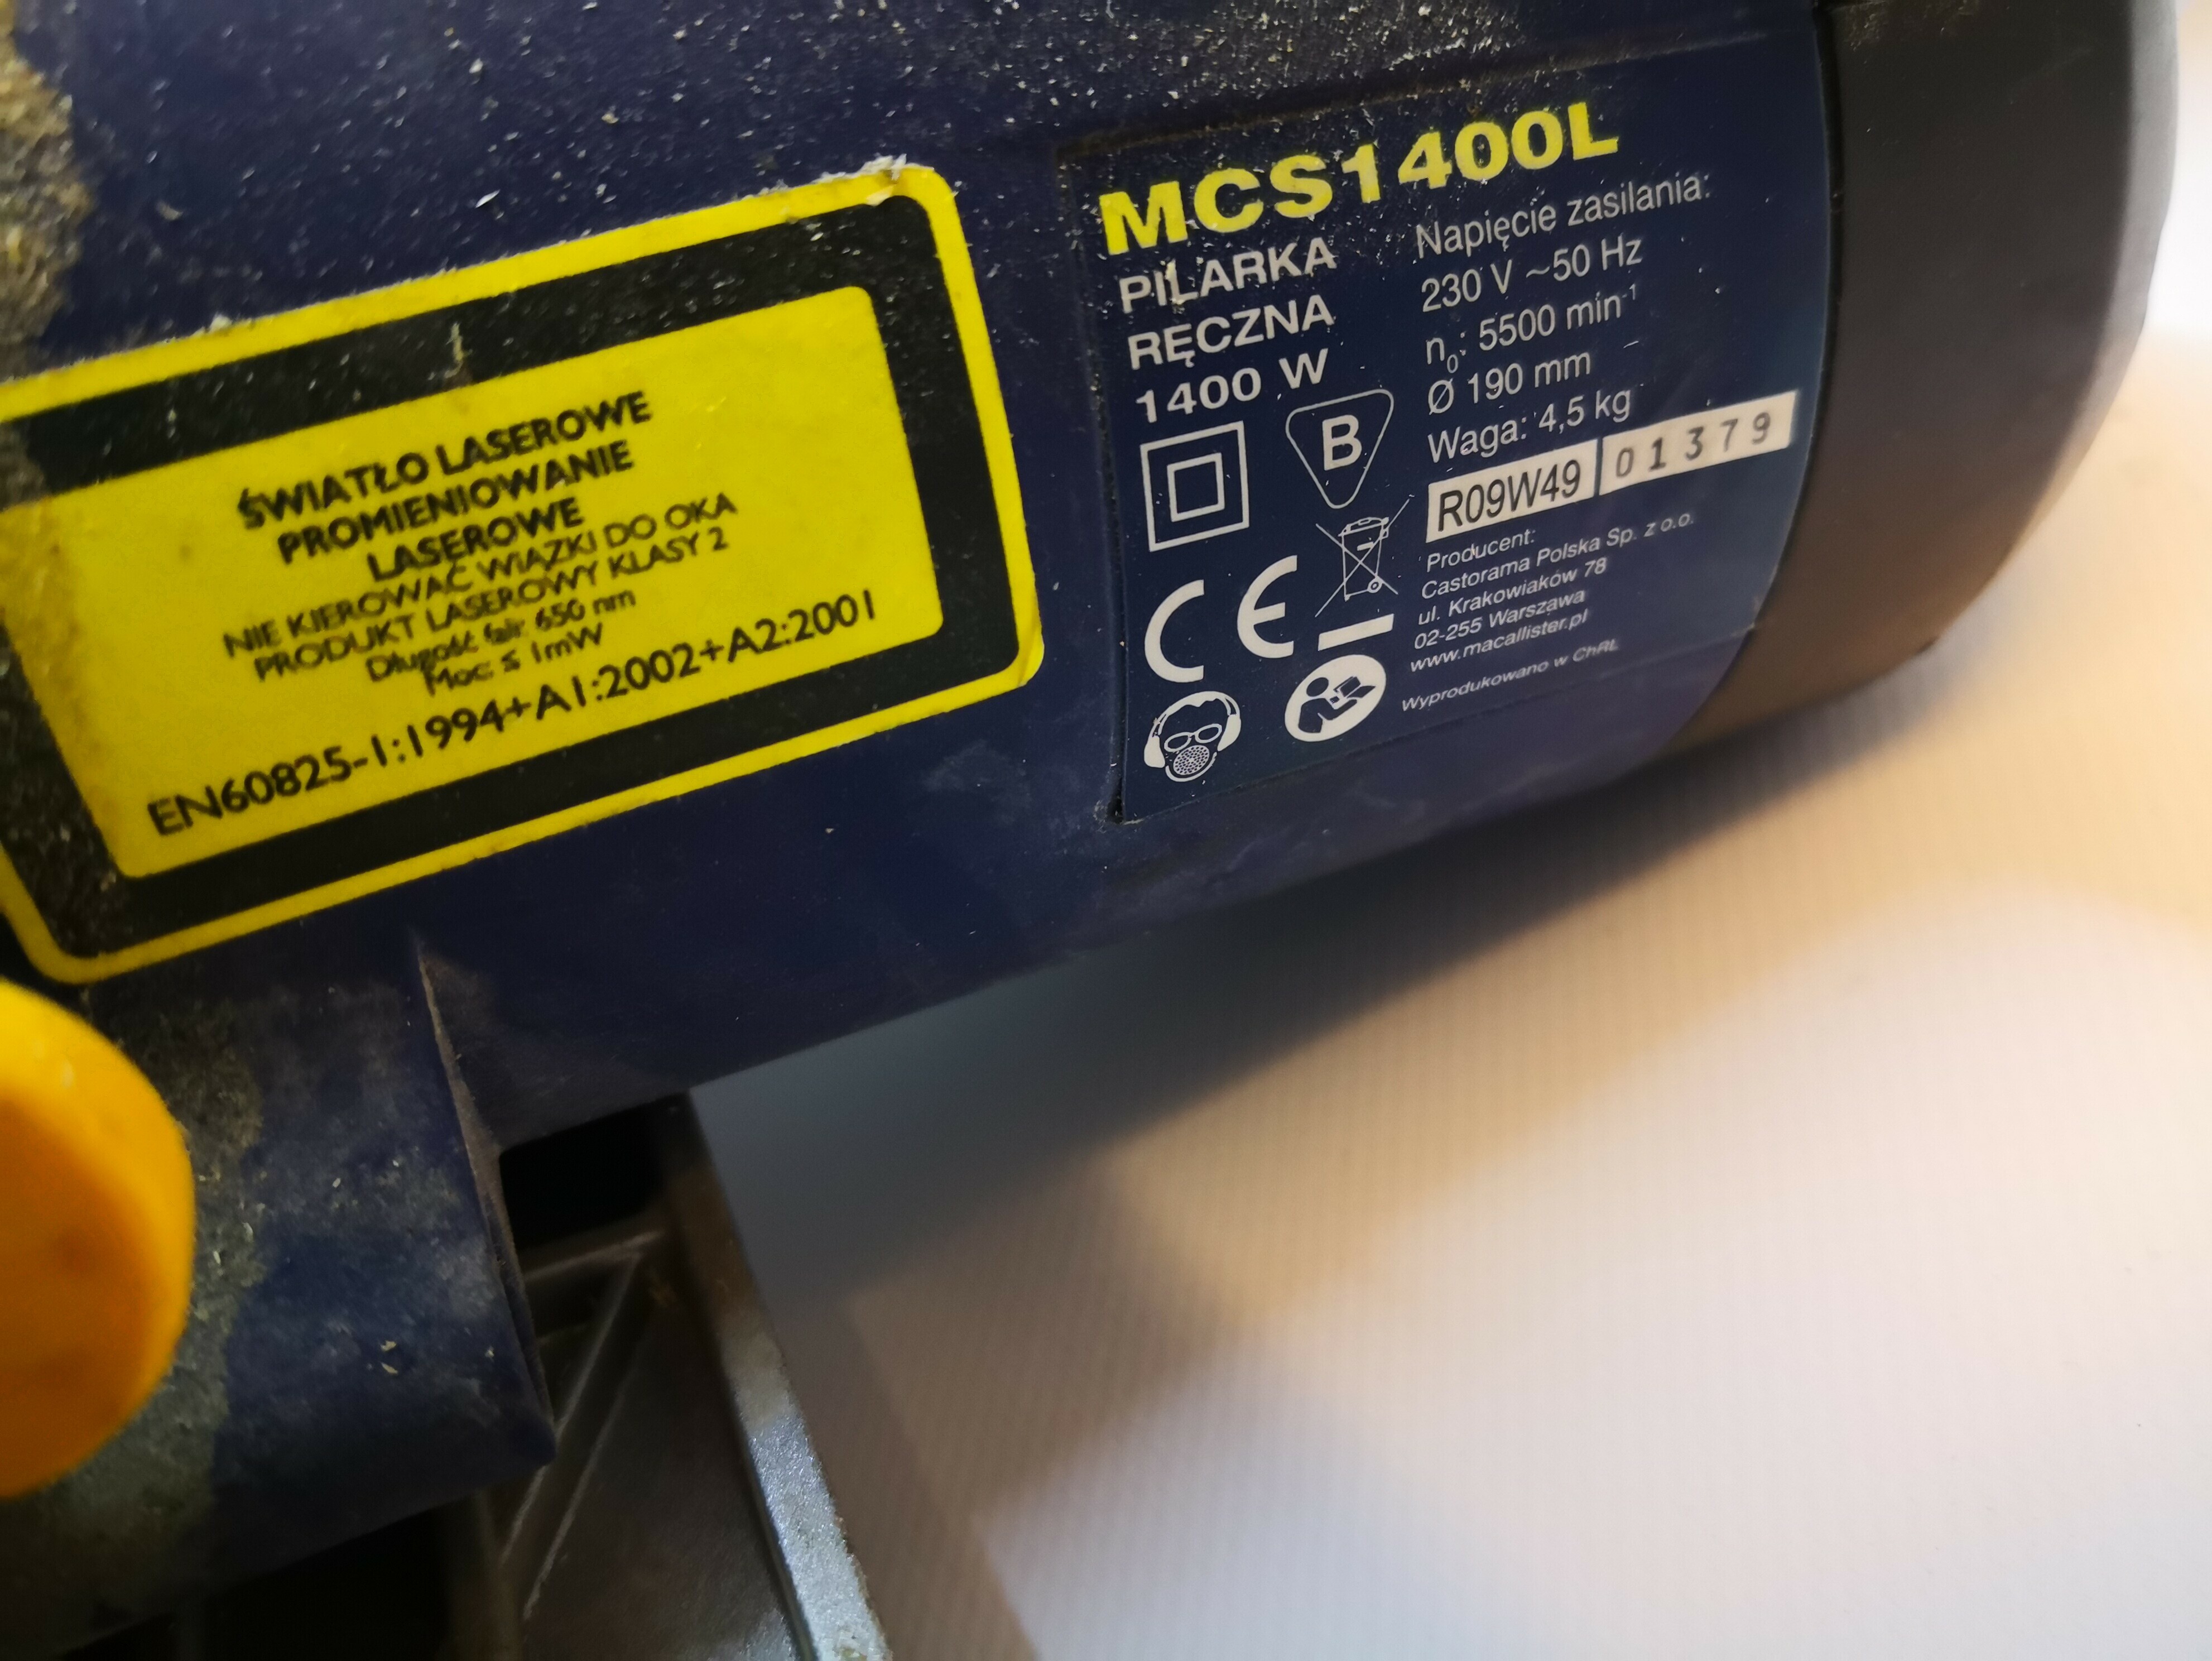 ŚWIATŁO LASEROWE
PROMIENIOWANIE
LASEROWE
NIE KIEROWAĆ WIĄZKI DO OKA
PRODUKT LASEROWY KLASY 2
Długość fali: 650 nm
Moc ≤ 1mW
EN60825-1:1994+A1:2002+A2:2001
MCS1400L
PILARKA
RĘCZNA
1400 W
B
CE
Napięcie zasilania:
230 V ~50 Hz
n₀: 5500 min⁻¹
Ø 190 mm
Waga: 4,5 kg
R09W49 01379
Producent:
Castorama Polska Sp. z o.o.
ul. Krakowiaków 78
02-255 Warszawa
www.macallister.pl
Wyprodukowano w ChRL